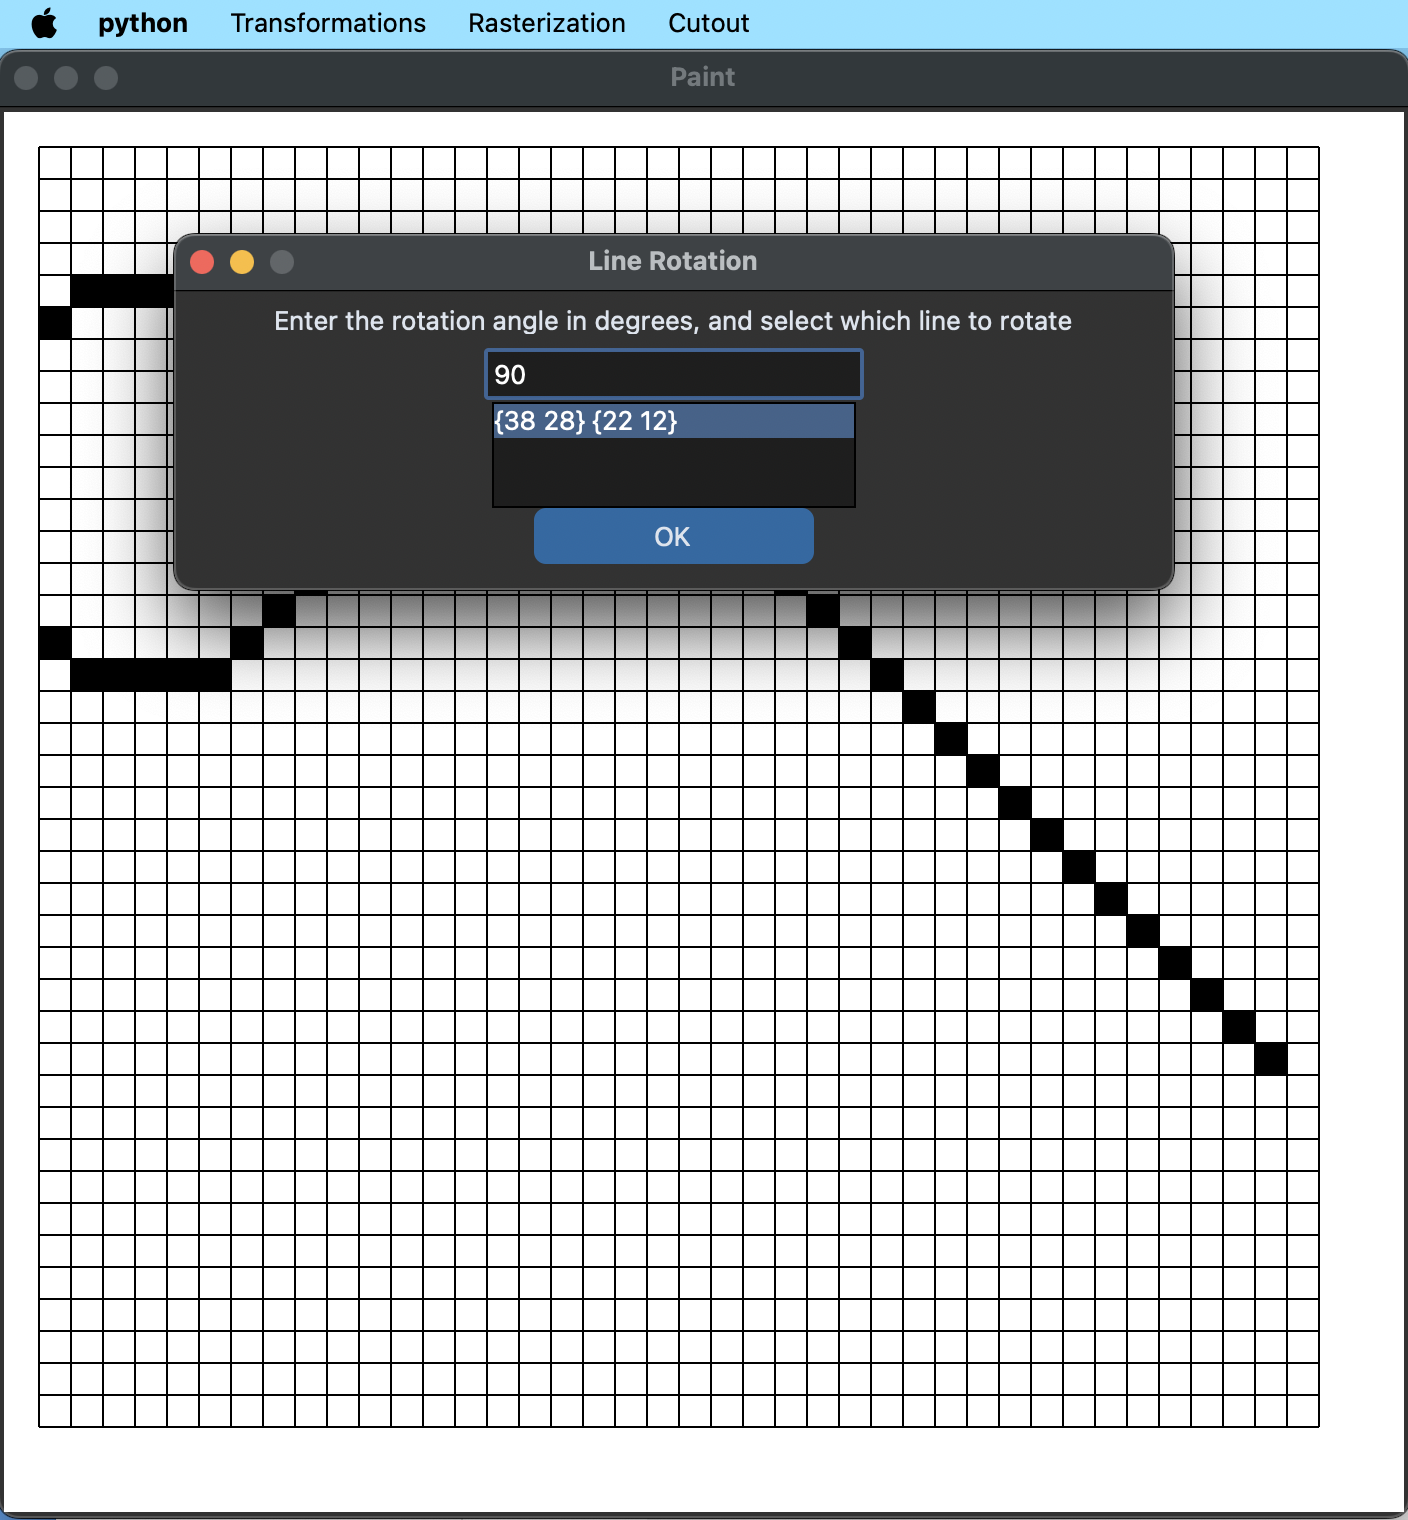 python Transformations Rasterization Cutout
Paint
Line Rotation
Enter the rotation angle in degrees, and select which line to rotate
90
{38 28} {22 12}
OK